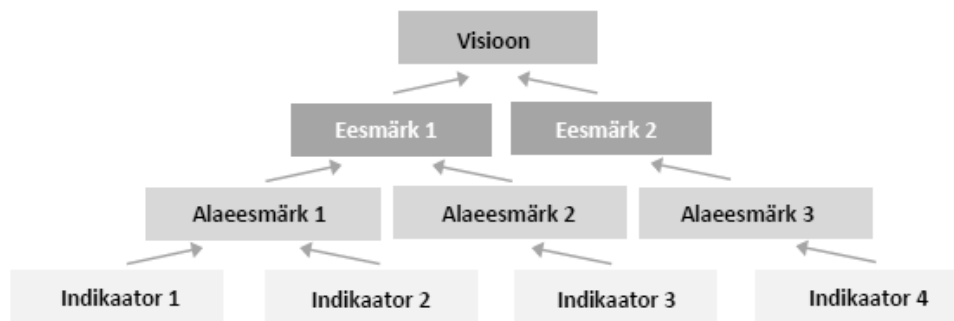 Visioon
Eesmärk 1
Eesmärk 2
Alaeesmärk 1
Alaeesmärk 2
Alaeesmärk 3
Indikaator 1
Indikaator 2
Indikaator 3
Indikaator 4